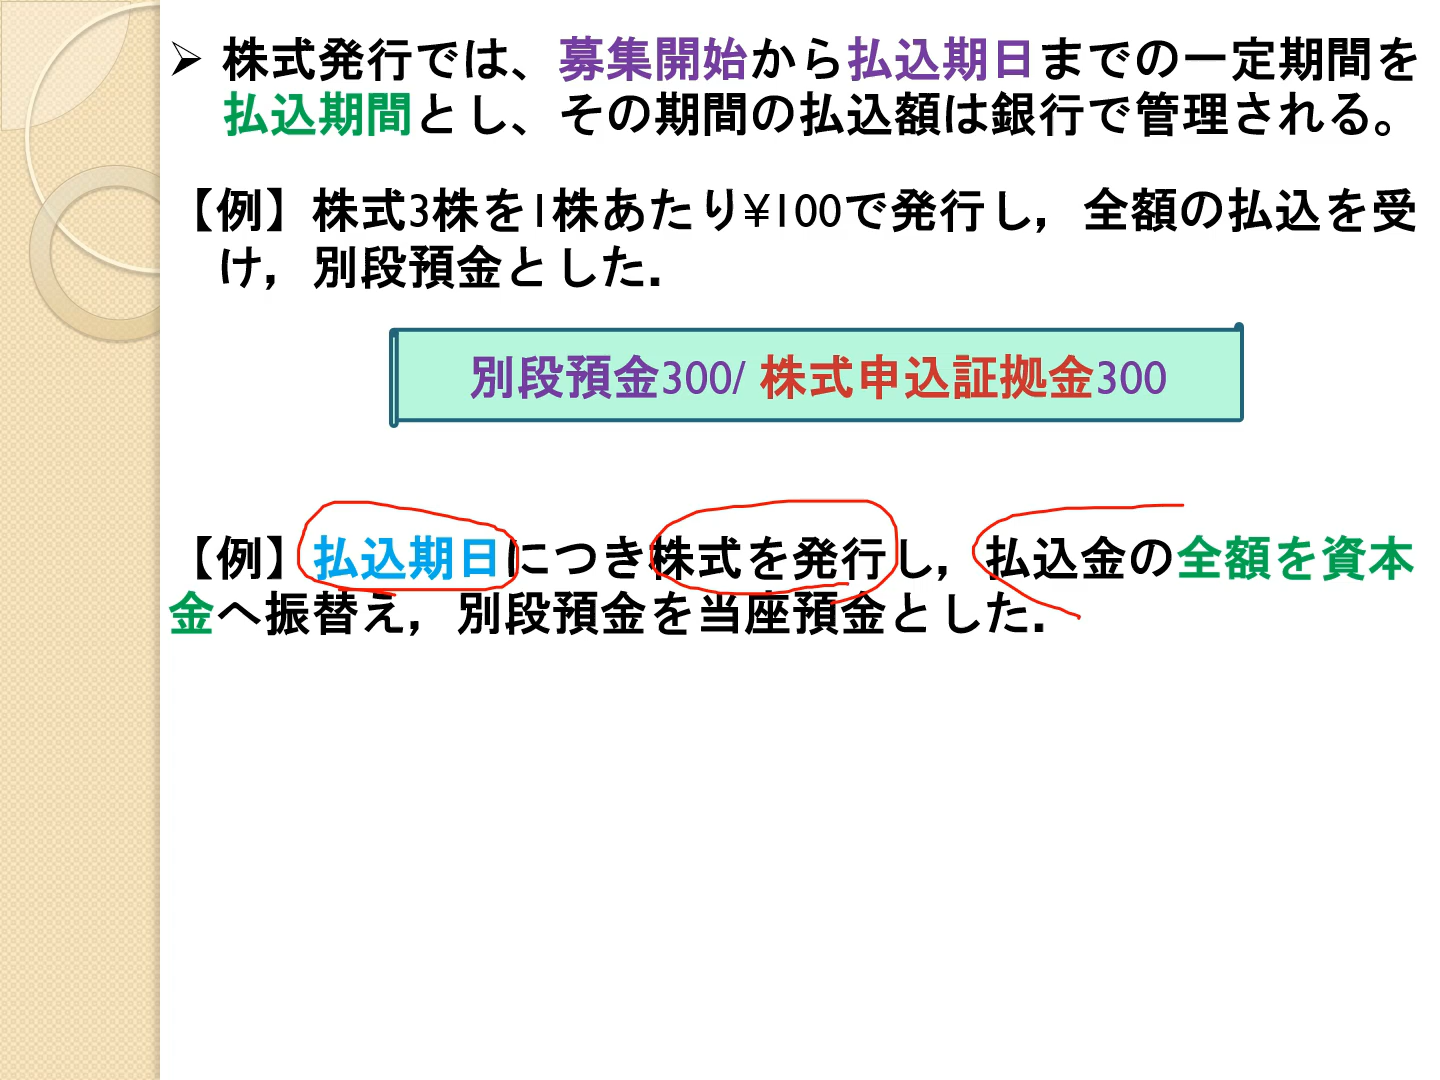 ➢ 株式発行では、募集開始から払込期日までの一定期間を
払込期間とし、その期間の払込額は銀行で管理される。
【例】株式3株を1株あたり¥100で発行し，全額の払込を受
け，別段預金とした．
別段預金300/ 株式申込証拠金300
【例】払込期日につき株式を発行し，払込金の全額を資本
金へ振替え，別段預金を当座預金とした．